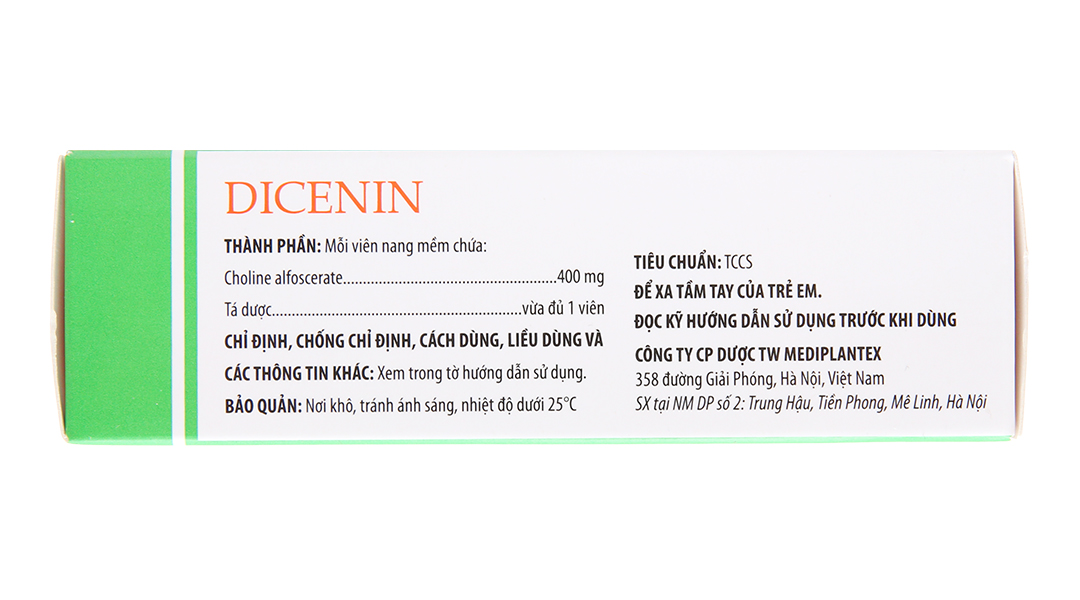 DICENIN
THÀNH PHẦN: Mỗi viên nang mềm chứa:
Choline alfoscerate.......................................................400 mg
Tá dược................................................................vừa đủ 1 viên
CHỈ ĐỊNH, CHỐNG CHỈ ĐỊNH, CÁCH DÙNG, LIỀU DÙNG VÀ
CÁC THÔNG TIN KHÁC: Xem trong tờ hướng dẫn sử dụng.
BẢO QUẢN: Nơi khô, tránh ánh sáng, nhiệt độ dưới 25°C
TIÊU CHUẨN: TCCS
ĐỂ XA TẦM TAY CỦA TRẺ EM.
ĐỌC KỸ HƯỚNG DẪN SỬ DỤNG TRƯỚC KHI DÙNG
CÔNG TY CP DƯỢC TW MEDIPLANTEX
358 đường Giải Phóng, Hà Nội, Việt Nam
SX tại NM DP số 2: Trung Hậu, Tiền Phong, Mê Linh, Hà Nội